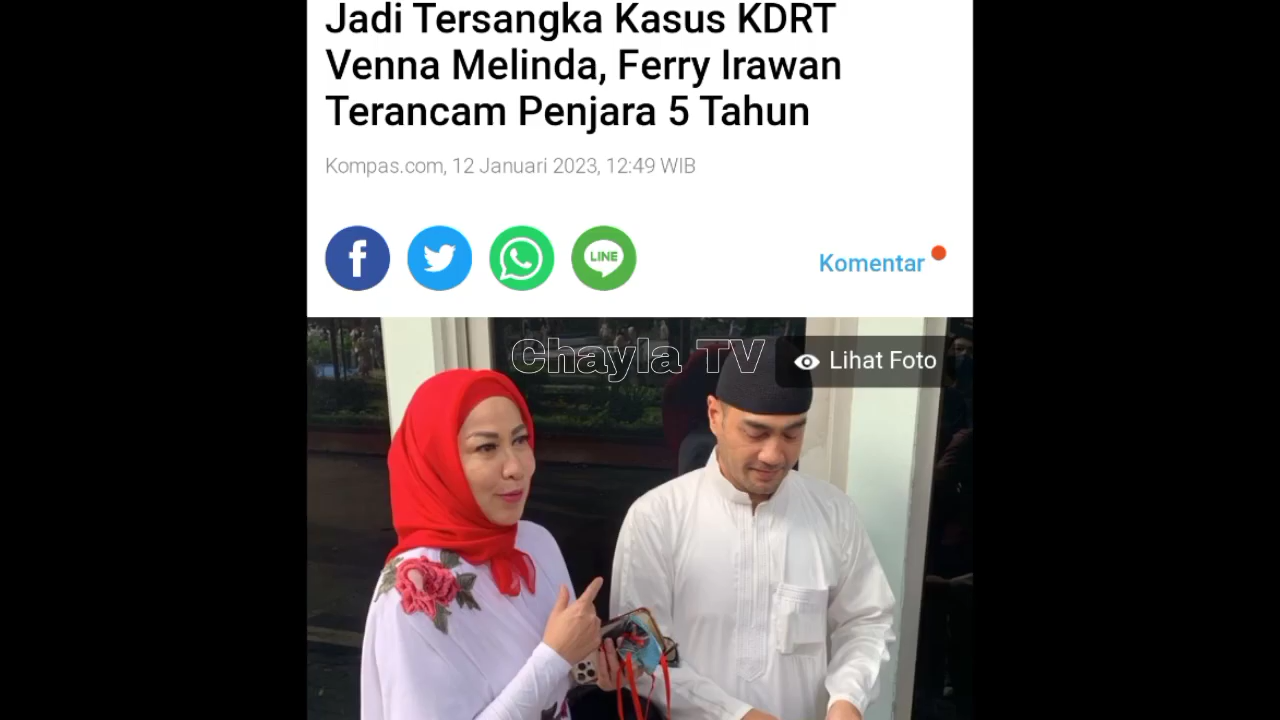 Jadi Tersangka Kasus KDRT
Venna Melinda, Ferry Irawan
Terancam Penjara 5 Tahun
Kompas.com, 12 Januari 2023, 12:49 WIB
LINE
Komentar
Chayla TV
Lihat Foto